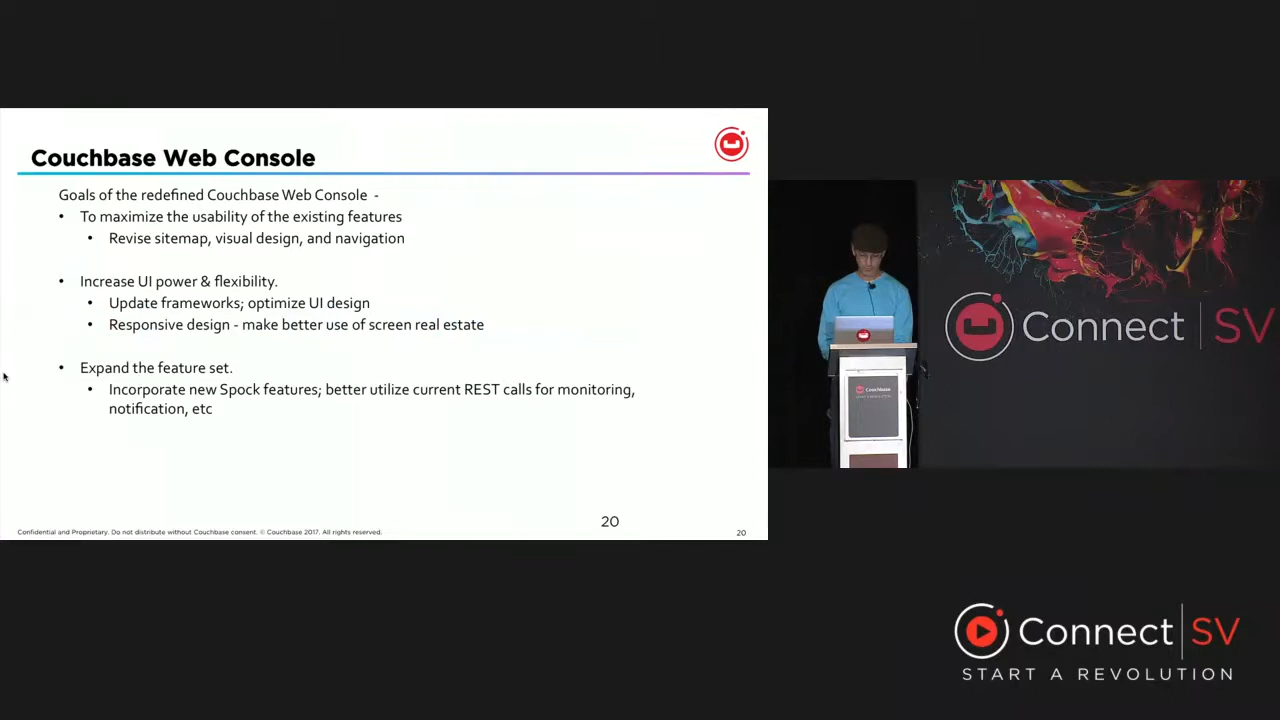 Couchbase Web Console
Goals of the redefined Couchbase Web Console -
• To maximize the usability of the existing features
• Revise sitemap, visual design, and navigation
• Increase UI power & flexibility.
• Update frameworks; optimize UI design
• Responsive design - make better use of screen real estate
• Expand the feature set.
• Incorporate new Spock features; better utilize current REST calls for monitoring,
notification, etc
20
Confidential and Proprietary. Do not distribute without Couchbase consent. © Couchbase 2017. All rights reserved.
20
Connect | SV
Couchbase
Connect | SV
START A REVOLUTION